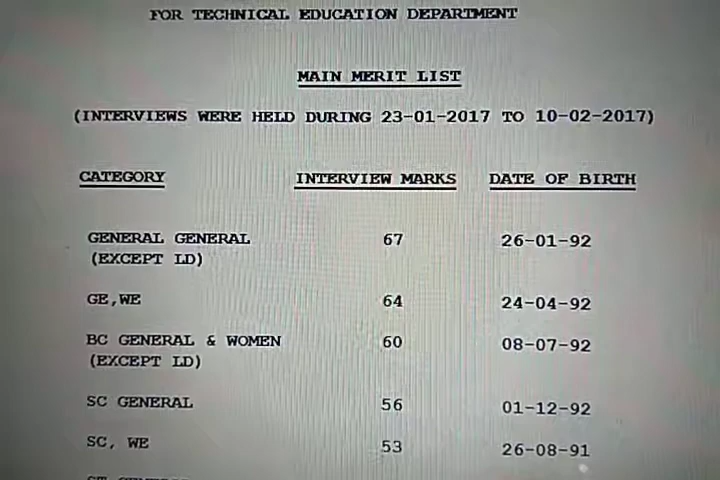 FOR TECHNICAL EDUCATION DEPARTMENT
MAIN MERIT LIST
(INTERVIEWS WERE HELD DURING 23-01-2017 TO 10-02-2017)
CATEGORY INTERVIEW MARKS DATE OF BIRTH
GENERAL GENERAL 67 26-01-92
(EXCEPT LD)
GE,WE 64 24-04-92
BC GENERAL & WOMEN 60 08-07-92
(EXCEPT LD)
SC GENERAL 56 01-12-92
SC, WE 53 26-08-91